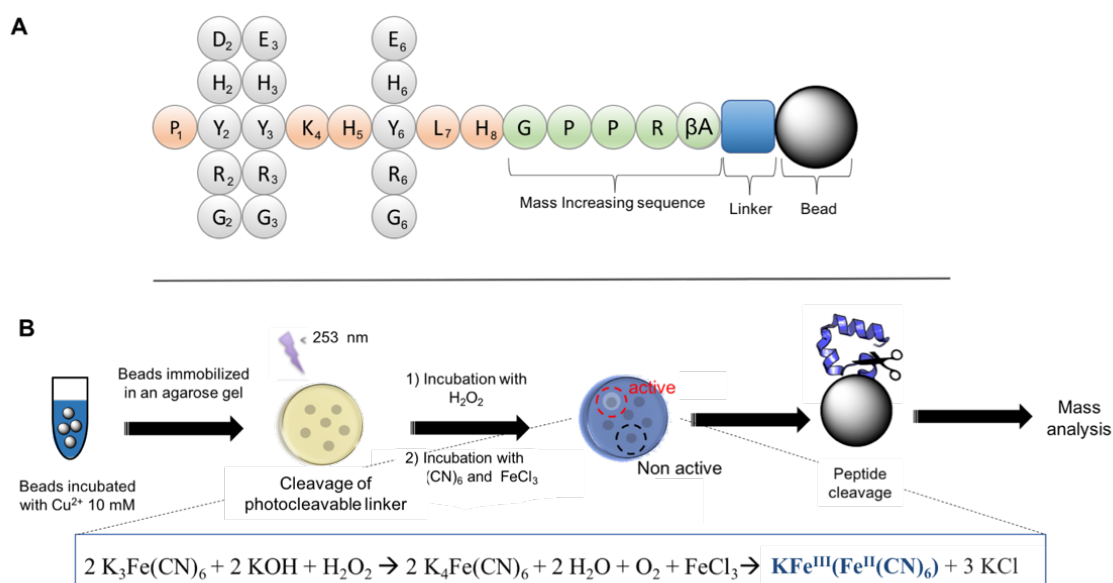 A
D2 E3 E6
H2 H3 H6
P1 Y2 Y3 K4 H5 Y6 L7 H8 G P P R βA
R2 R3 R6
G2 G3 G6
Mass Increasing sequence
Linker
Bead
B
253 nm
Beads immobilized
in an agarose gel
1) Incubation with
H₂O₂
2) Incubation with
(CN)₆ and FeCl₃
active
Non active
Mass
analysis
Beads incubated
with Cu²⁺ 10 mM
Cleavage of
photocleavable linker
Peptide
cleavage
2 K₃Fe(CN)₆ + 2 KOH + H₂O₂ → 2 K₄Fe(CN)₆ + 2 H₂O + O₂ + FeCl₃ → KFeᴵᴵᴵ(Feᴵᴵ(CN)₆) + 3 KCl